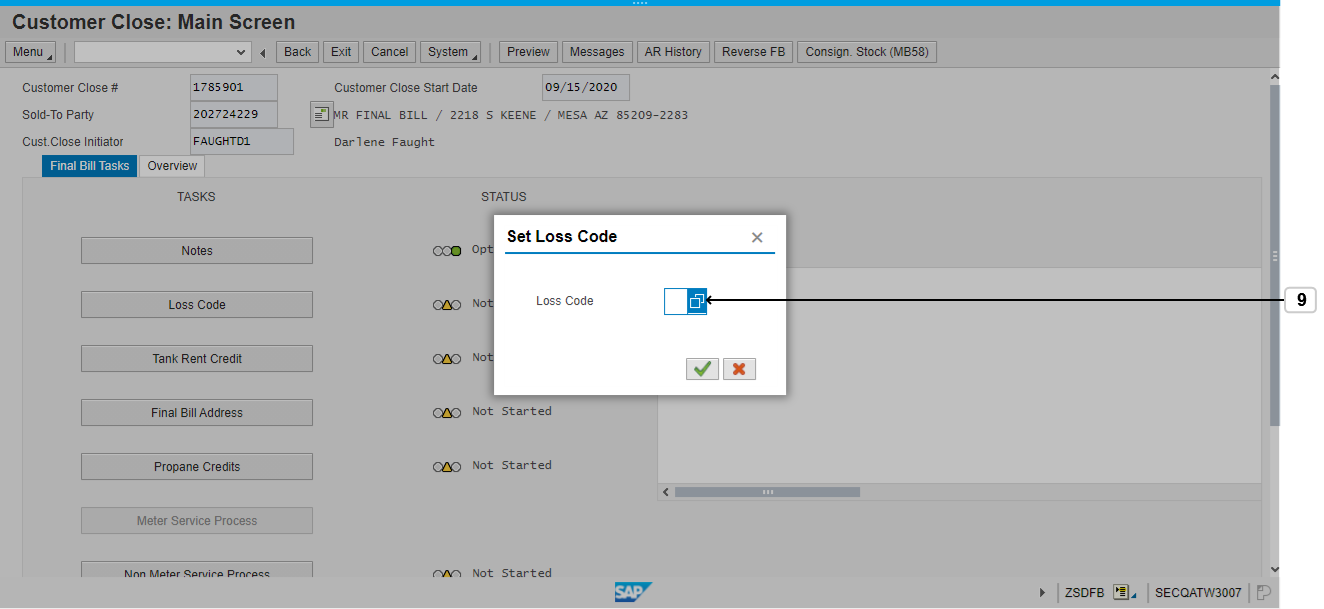 Customer Close: Main Screen
Menu Back Exit Cancel System Preview Messages AR History Reverse FB Consign. Stock (MB58)
Customer Close # 1785901 Customer Close Start Date 09/15/2020
Sold-To Party 202724229 MR FINAL BILL / 2218 S KEENE / MESA AZ 85209-2283
Cust.Close Initiator FAUGHTD1 Darlene Faught
Final Bill Tasks Overview
TASKS STATUS
Set Loss Code
Notes Opt
Loss Code Not
Loss Code 9
Tank Rent Credit Not
Final Bill Address Not Started
Propane Credits Not Started
Meter Service Process
Non Meter Service Process Not Started
SAP ZSDFB SECQATW3007